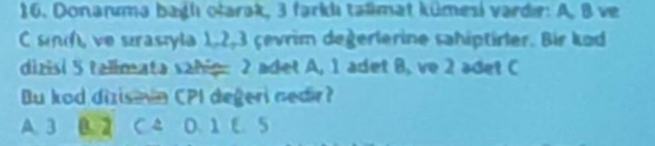 16. Donanıma bağlı olarak, 3 farklı talimat kümesi vardır: A, B ve
C sınıfı, ve sırasıyla 1,2,3 çevrim değerlerine sahiptirler. Bir kod
dizisi 5 talimata sahip: 2 adet A, 1 adet B, ve 2 adet C
Bu kod dizisinin CPI değeri nedir?
A. 3 B. 2 C 4 D. 1 E. 5